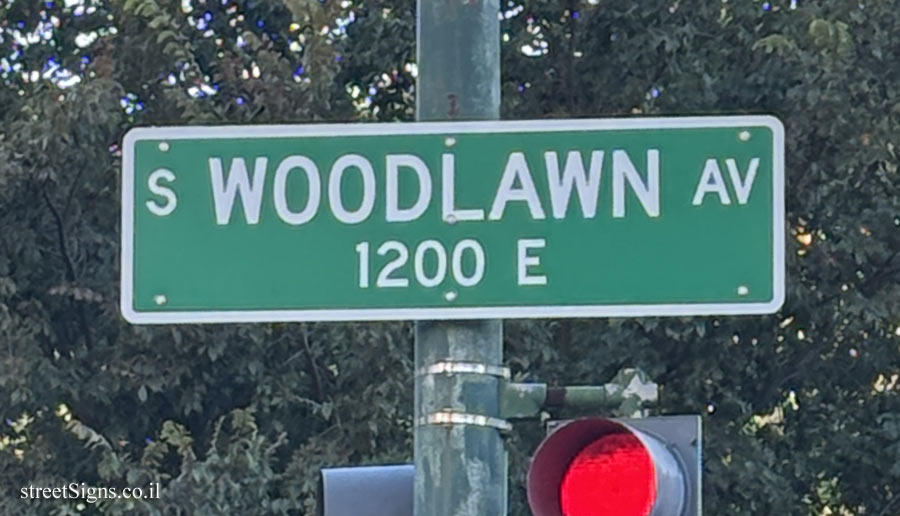 S WOODLAWN AV
1200 E
streetSigns.co.il